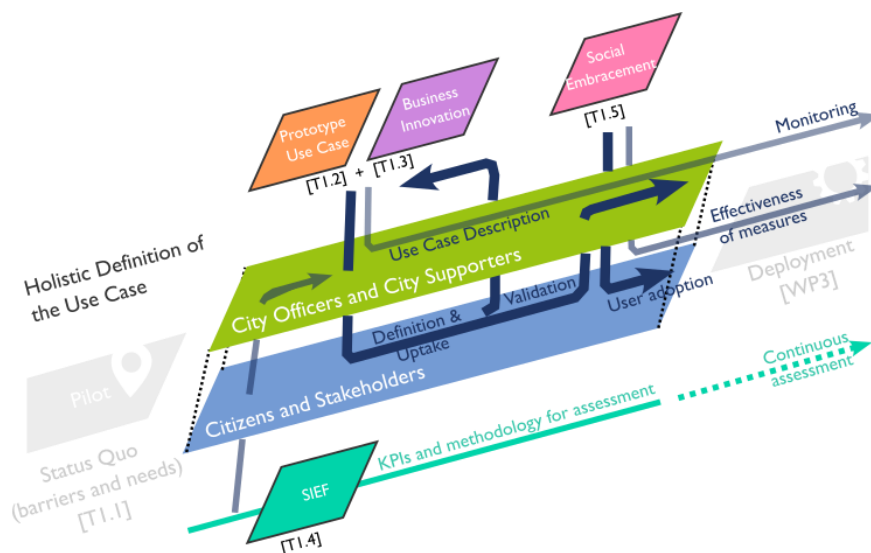 Social
Embracement
[T1.5]
Business
Innovation
Prototype
Use Case
[T1.2] + [T1.3]
Monitoring
Use Case Description
Effectiveness
of measures
Deployment
[WP3]
Holistic Definition of
the Use Case
City Officers and City Supporters
Definition &
Uptake
Validation
User adoption
Citizens and Stakeholders
Pilot
Status Quo
(barriers and needs)
[T1.1]
KPIs and methodology for assessment
Continuous
assessment
SIEF
[T1.4]